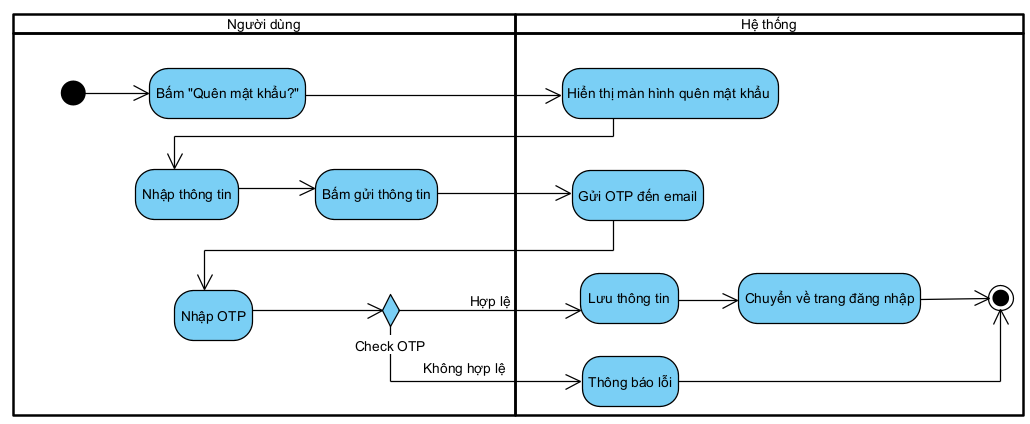 Người dùng
Hệ thống
Bấm "Quên mật khẩu?"
Hiển thị màn hình quên mật khẩu
Nhập thông tin
Bấm gửi thông tin
Gửi OTP đến email
Nhập OTP
Check OTP
Hợp lệ
Lưu thông tin
Chuyển về trang đăng nhập
Không hợp lệ
Thông báo lỗi